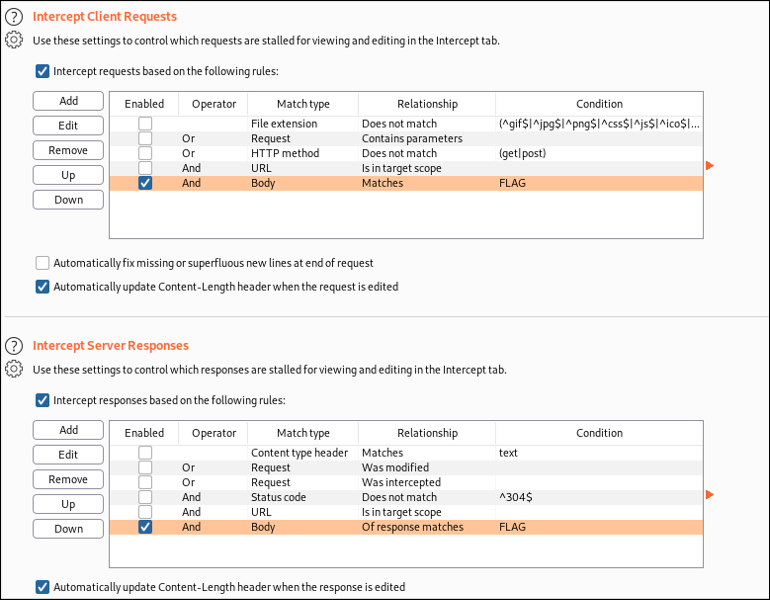 Intercept Client Requests
Use these settings to control which requests are stalled for viewing and editing in the Intercept tab.
Intercept requests based on the following rules:
Add
Edit
Remove
Up
Down
Enabled Operator Match type Relationship Condition
File extension Does not match (^gif$|^jpg$|^png$|^css$|^js$|^ico$|...
Or Request Contains parameters
Or HTTP method Does not match (get|post)
And URL Is in target scope
And Body Matches FLAG
Automatically fix missing or superfluous new lines at end of request
Automatically update Content-Length header when the request is edited
Intercept Server Responses
Use these settings to control which responses are stalled for viewing and editing in the Intercept tab.
Intercept responses based on the following rules:
Add
Edit
Remove
Up
Down
Enabled Operator Match type Relationship Condition
Content type header Matches text
Or Request Was modified
Or Request Was intercepted
And Status code Does not match ^304$
And URL Is in target scope
And Body Of response matches FLAG
Automatically update Content-Length header when the response is edited